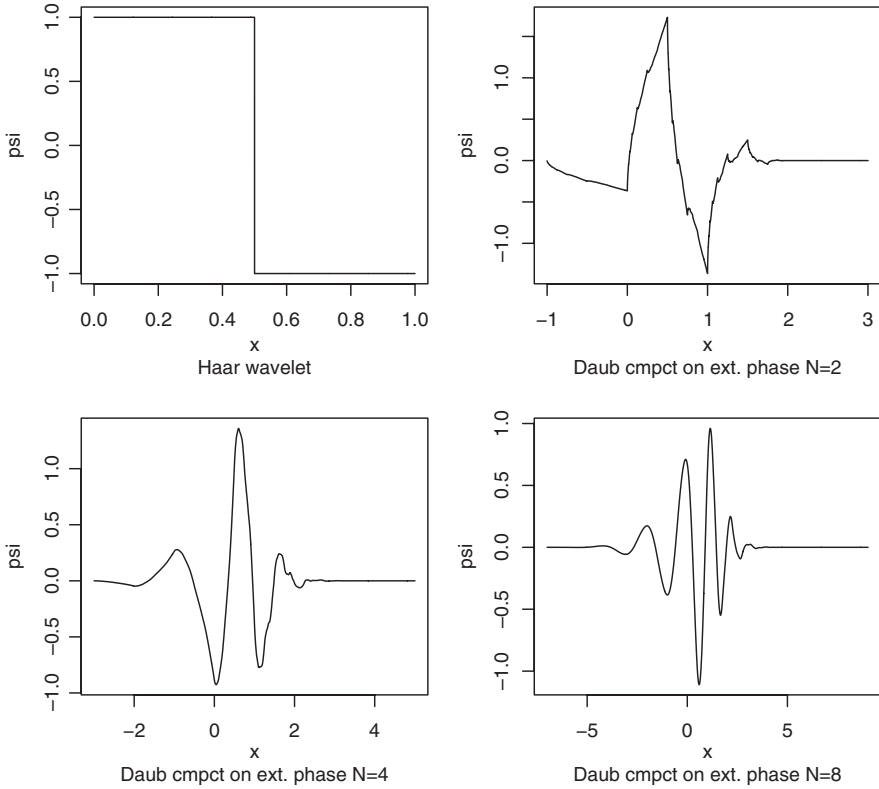 psi
1.0
0.5
0.0
−0.5
−1.0
0.0 0.2 0.4 0.6 0.8 1.0
x
Haar wavelet
psi
1.0
0.0
−1.0
−1 0 1 2 3
x
Daub cmpct on ext. phase N=2
psi
1.0
0.5
0.0
−0.5
−1.0
−2 0 2 4
x
Daub cmpct on ext. phase N=4
psi
1.0
0.5
0.0
−0.5
−1.0
−5 0 5
x
Daub cmpct on ext. phase N=8